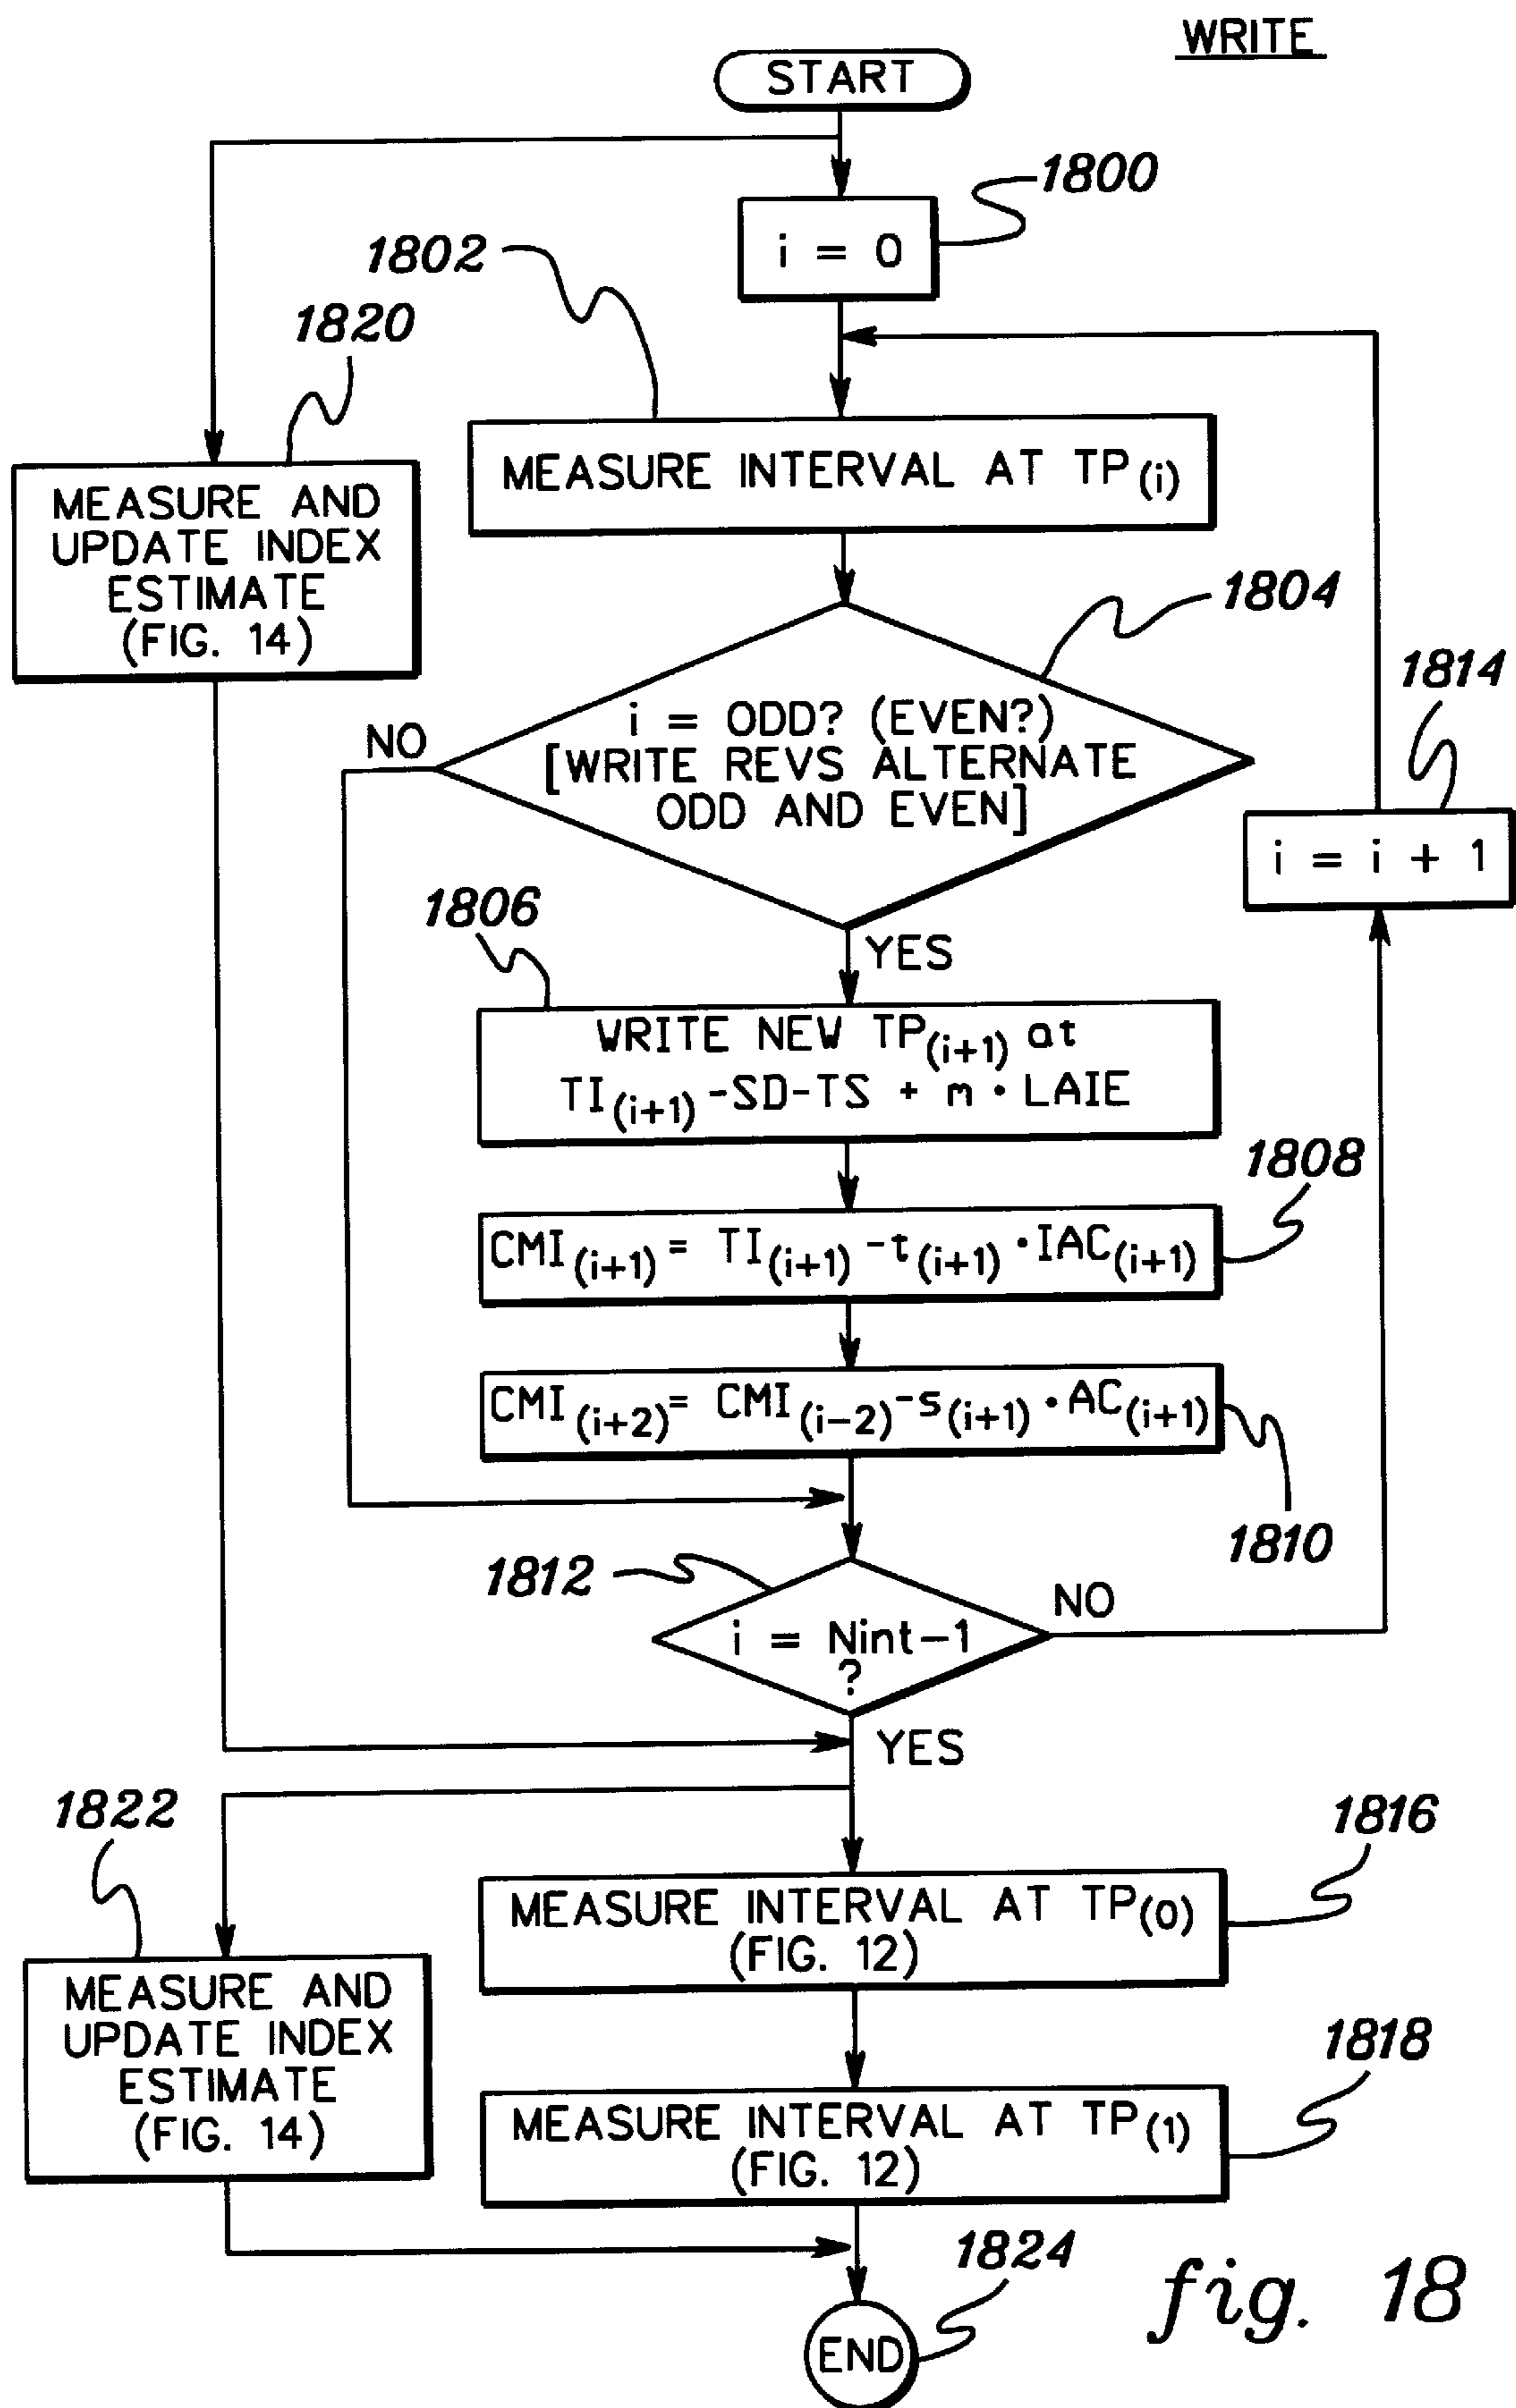 WRITE
START
1800
i = 0
1802
1820
MEASURE INTERVAL AT TP(i)
MEASURE AND
UPDATE INDEX
ESTIMATE
(FIG. 14)
1804
1814
i = ODD? (EVEN?)
[WRITE REVS ALTERNATE
ODD AND EVEN]
NO
i = i + 1
1806
YES
WRITE NEW TP(i+1) at
TI(i+1) -SD-TS + m • LAIE
1808
CMI(i+1) = TI(i+1) -t(i+1) •IAC(i+1)
CMI(i+2) = CMI(i-2) -s(i+1) •AC(i+1)
1810
1812
NO
i = Nint-1
?
YES
1822
1816
MEASURE INTERVAL AT TP(0)
(FIG. 12)
MEASURE AND
UPDATE INDEX
ESTIMATE
(FIG. 14)
1818
MEASURE INTERVAL AT TP(1)
(FIG. 12)
1824
END
fig. 18